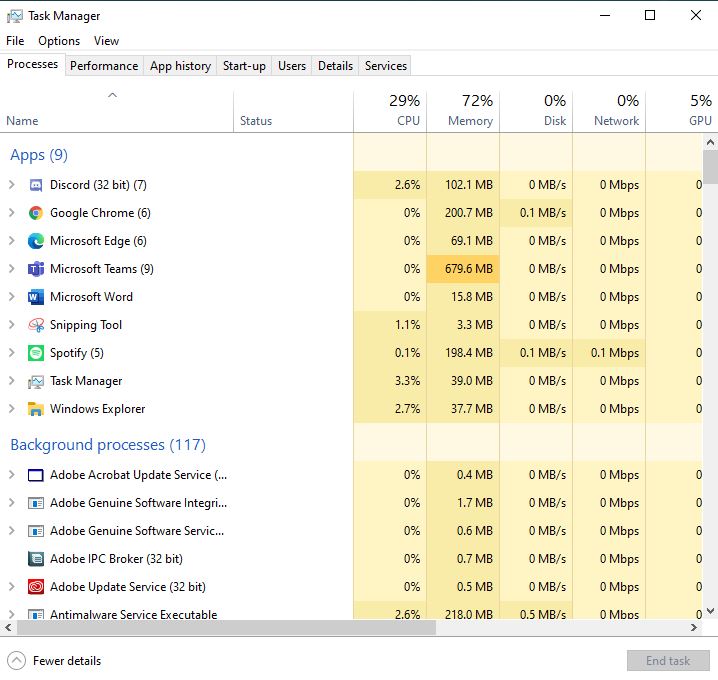 Task Manager
File Options View
Processes Performance App history Start-up Users Details Services
29% 72% 0% 0% 5%
Name Status CPU Memory Disk Network GPU
Apps (9)
Discord (32 bit) (7) 2.6% 102.1 MB 0 MB/s 0 Mbps 0
Google Chrome (6) 0% 200.7 MB 0.1 MB/s 0 Mbps 0
Microsoft Edge (6) 0% 69.1 MB 0 MB/s 0 Mbps 0
Microsoft Teams (9) 0% 679.6 MB 0 MB/s 0 Mbps 0
Microsoft Word 0% 15.8 MB 0 MB/s 0 Mbps 0
Snipping Tool 1.1% 3.3 MB 0 MB/s 0 Mbps 0
Spotify (5) 0.1% 198.4 MB 0.1 MB/s 0.1 Mbps 0
Task Manager 3.3% 39.0 MB 0 MB/s 0 Mbps 0
Windows Explorer 2.7% 37.7 MB 0 MB/s 0 Mbps 0
Background processes (117)
Adobe Acrobat Update Service (... 0% 0.4 MB 0 MB/s 0 Mbps 0
Adobe Genuine Software Integri... 0% 1.7 MB 0 MB/s 0 Mbps 0
Adobe Genuine Software Servic... 0% 0.6 MB 0 MB/s 0 Mbps 0
Adobe IPC Broker (32 bit) 0% 0.7 MB 0 MB/s 0 Mbps 0
Adobe Update Service (32 bit) 0% 0.5 MB 0 MB/s 0 Mbps 0
Antimalware Service Executable 2.6% 218.0 MB 0.5 MB/s 0 Mbps 0
Fewer details End task